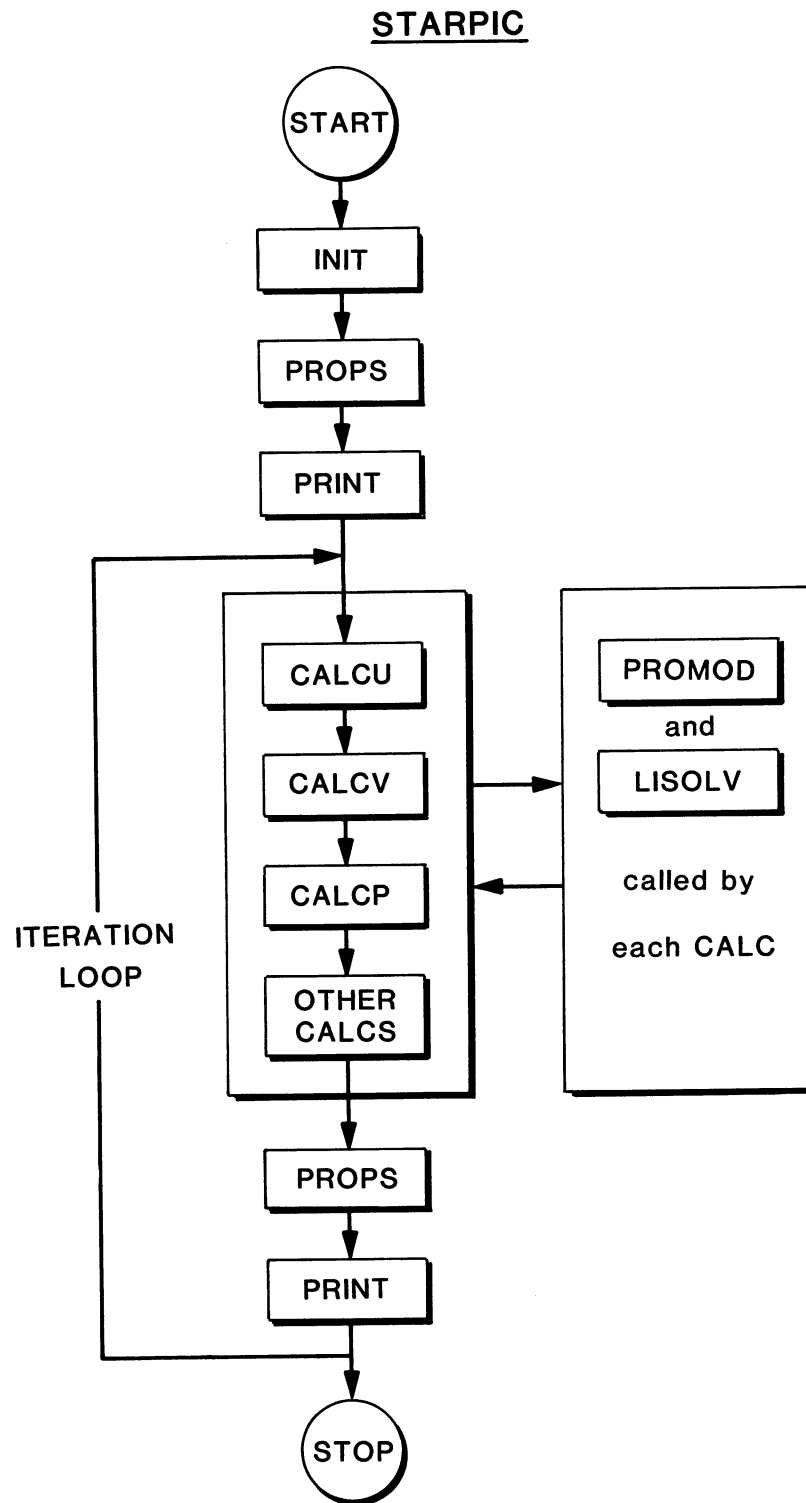 STARPIC
START
INIT
PROPS
PRINT
CALCU
CALCV
CALCP
OTHER
CALCS
PROMOD
and
LISOLV
called by
each CALC
ITERATION
LOOP
PROPS
PRINT
STOP